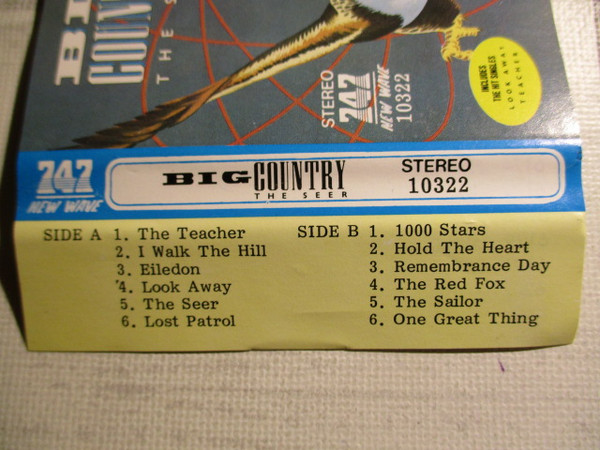 BI
COUN
THE S
STEREO
747
NEW WAVE
10322
INCLUDES
THE HIT SINGLES
LOOK AWAY
TEACHER
747
NEW WAVE
BIG COUNTRY
THE SEER
STEREO
10322
SIDE A 1. The Teacher
2. I Walk The Hill
3. Eiledon
4. Look Away
5. The Seer
6. Lost Patrol
SIDE B 1. 1000 Stars
2. Hold The Heart
3. Remembrance Day
4. The Red Fox
5. The Sailor
6. One Great Thing